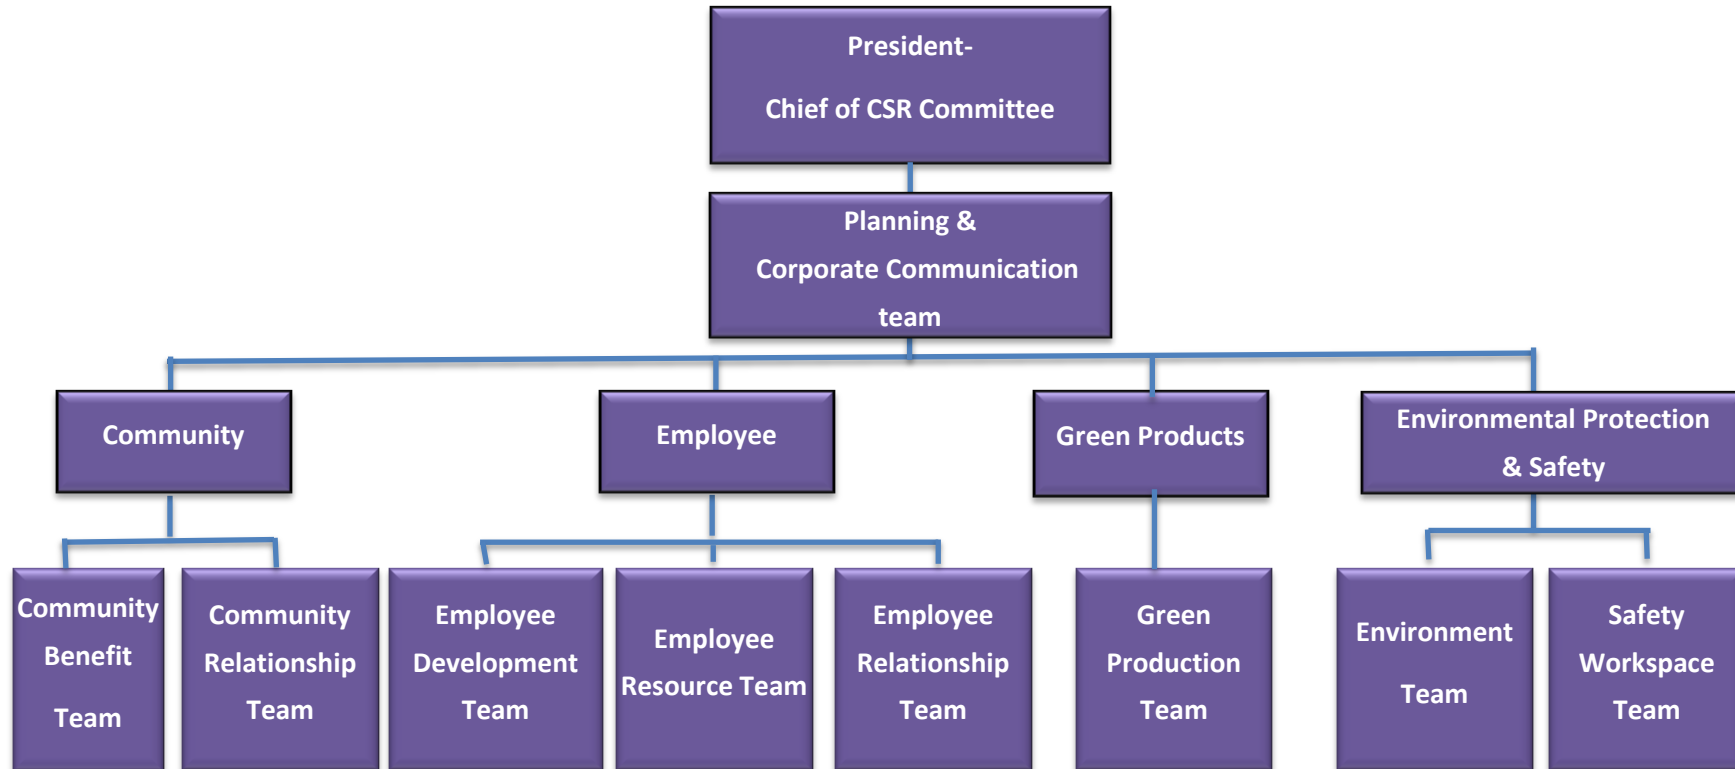 President-
Chief of CSR Committee
Planning &
Corporate Communication
team
Community
Employee
Green Products
Environmental Protection
& Safety
Community
Benefit
Team
Community
Relationship
Team
Employee
Development
Team
Employee
Resource Team
Employee
Relationship
Team
Green
Production
Team
Environment
Team
Safety
Workspace
Team